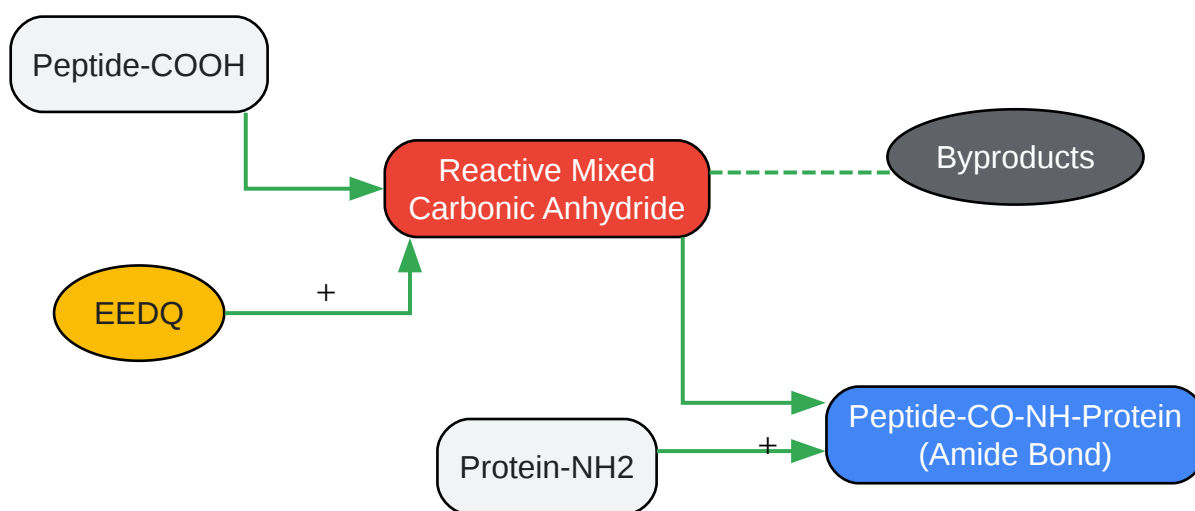 Peptide-COOH
Reactive Mixed
Carbonic Anhydride
Byproducts
EEDQ
+
Protein-NH2
+
Peptide-CO-NH-Protein
(Amide Bond)